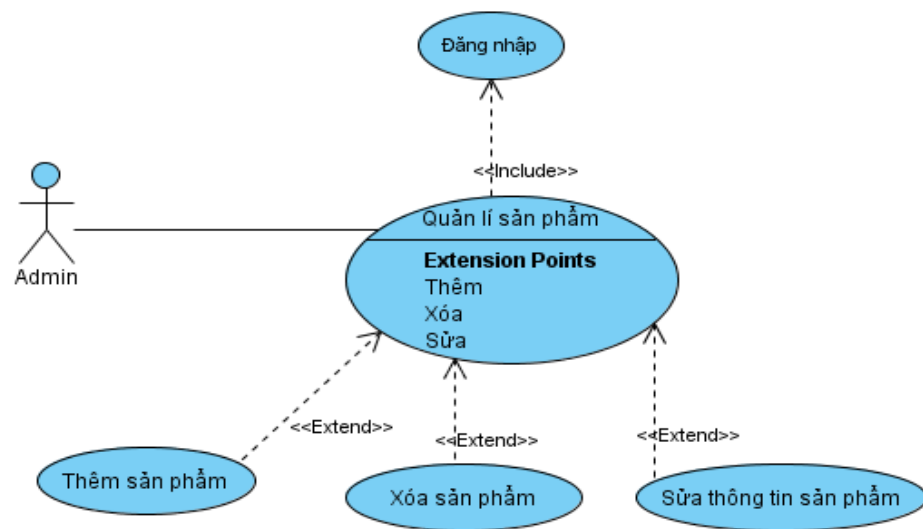 Đăng nhập
<<Include>>
Quản lí sản phẩm
Extension Points
Thêm
Xóa
Sửa
Admin
<<Extend>>
<<Extend>>
<<Extend>>
Thêm sản phẩm
Xóa sản phẩm
Sửa thông tin sản phẩm